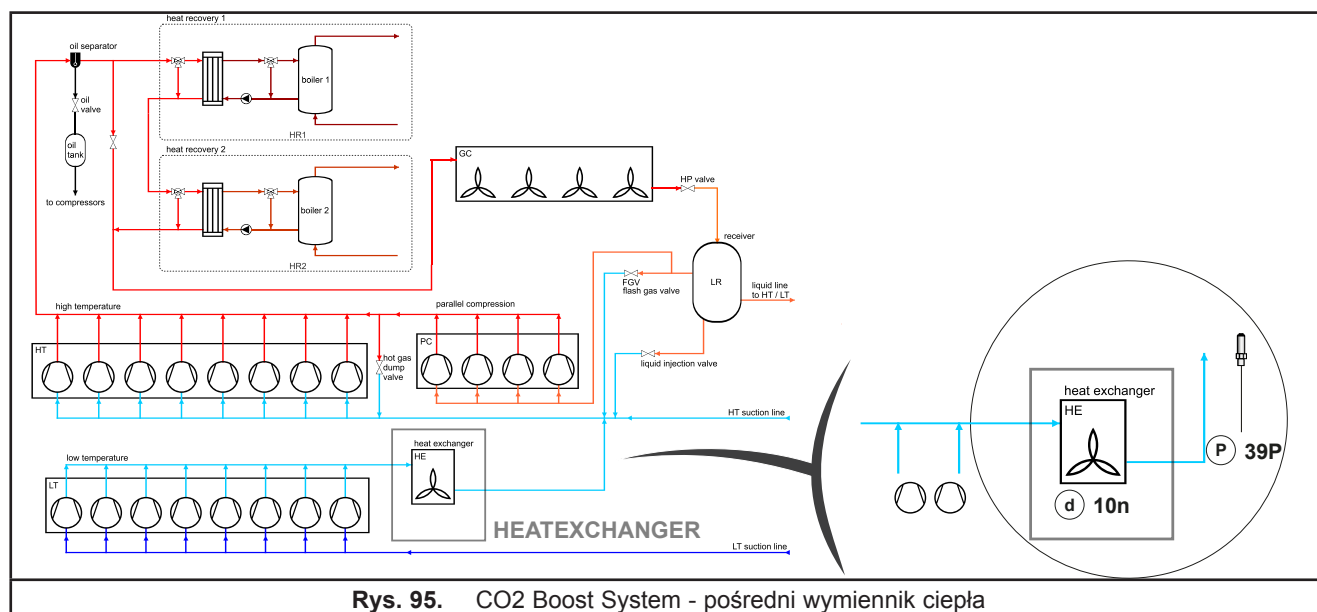 heat recovery 1
oil separator
boiler 1
oil
valve
oil
tank
HR1
to compressors
heat recovery 2
boiler 2
HR2
GC
HP valve
receiver
LR
FGV
flash gas valve
liquid line
to HT / LT
liquid injection valve
high temperature
parallel compression
HT
hot gas
dump
valve
PC
HT suction line
low temperature
heat exchanger
HE
LT
HEATEXCHANGER
LT suction line
heat exchanger
HE
P 39P
d 10n
Rys. 95. CO2 Boost System - pośredni wymiennik ciepła